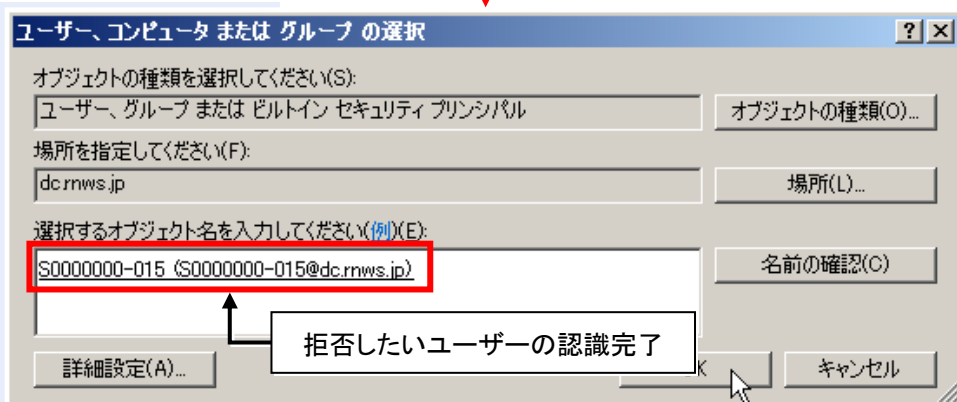 ユーザー、コンピュータ または グループ の選択
オブジェクトの種類を選択してください(S):
ユーザー、グループ または ビルトイン セキュリティ プリンシパル
オブジェクトの種類(O)...
場所を指定してください(F):
dc.rnws.jp
場所(L)...
選択するオブジェクト名を入力してください(例)(E):
S0000000-015 (S0000000-015@dc.rnws.jp)
名前の確認(C)
拒否したいユーザーの認識完了
詳細設定(A)...
キャンセル